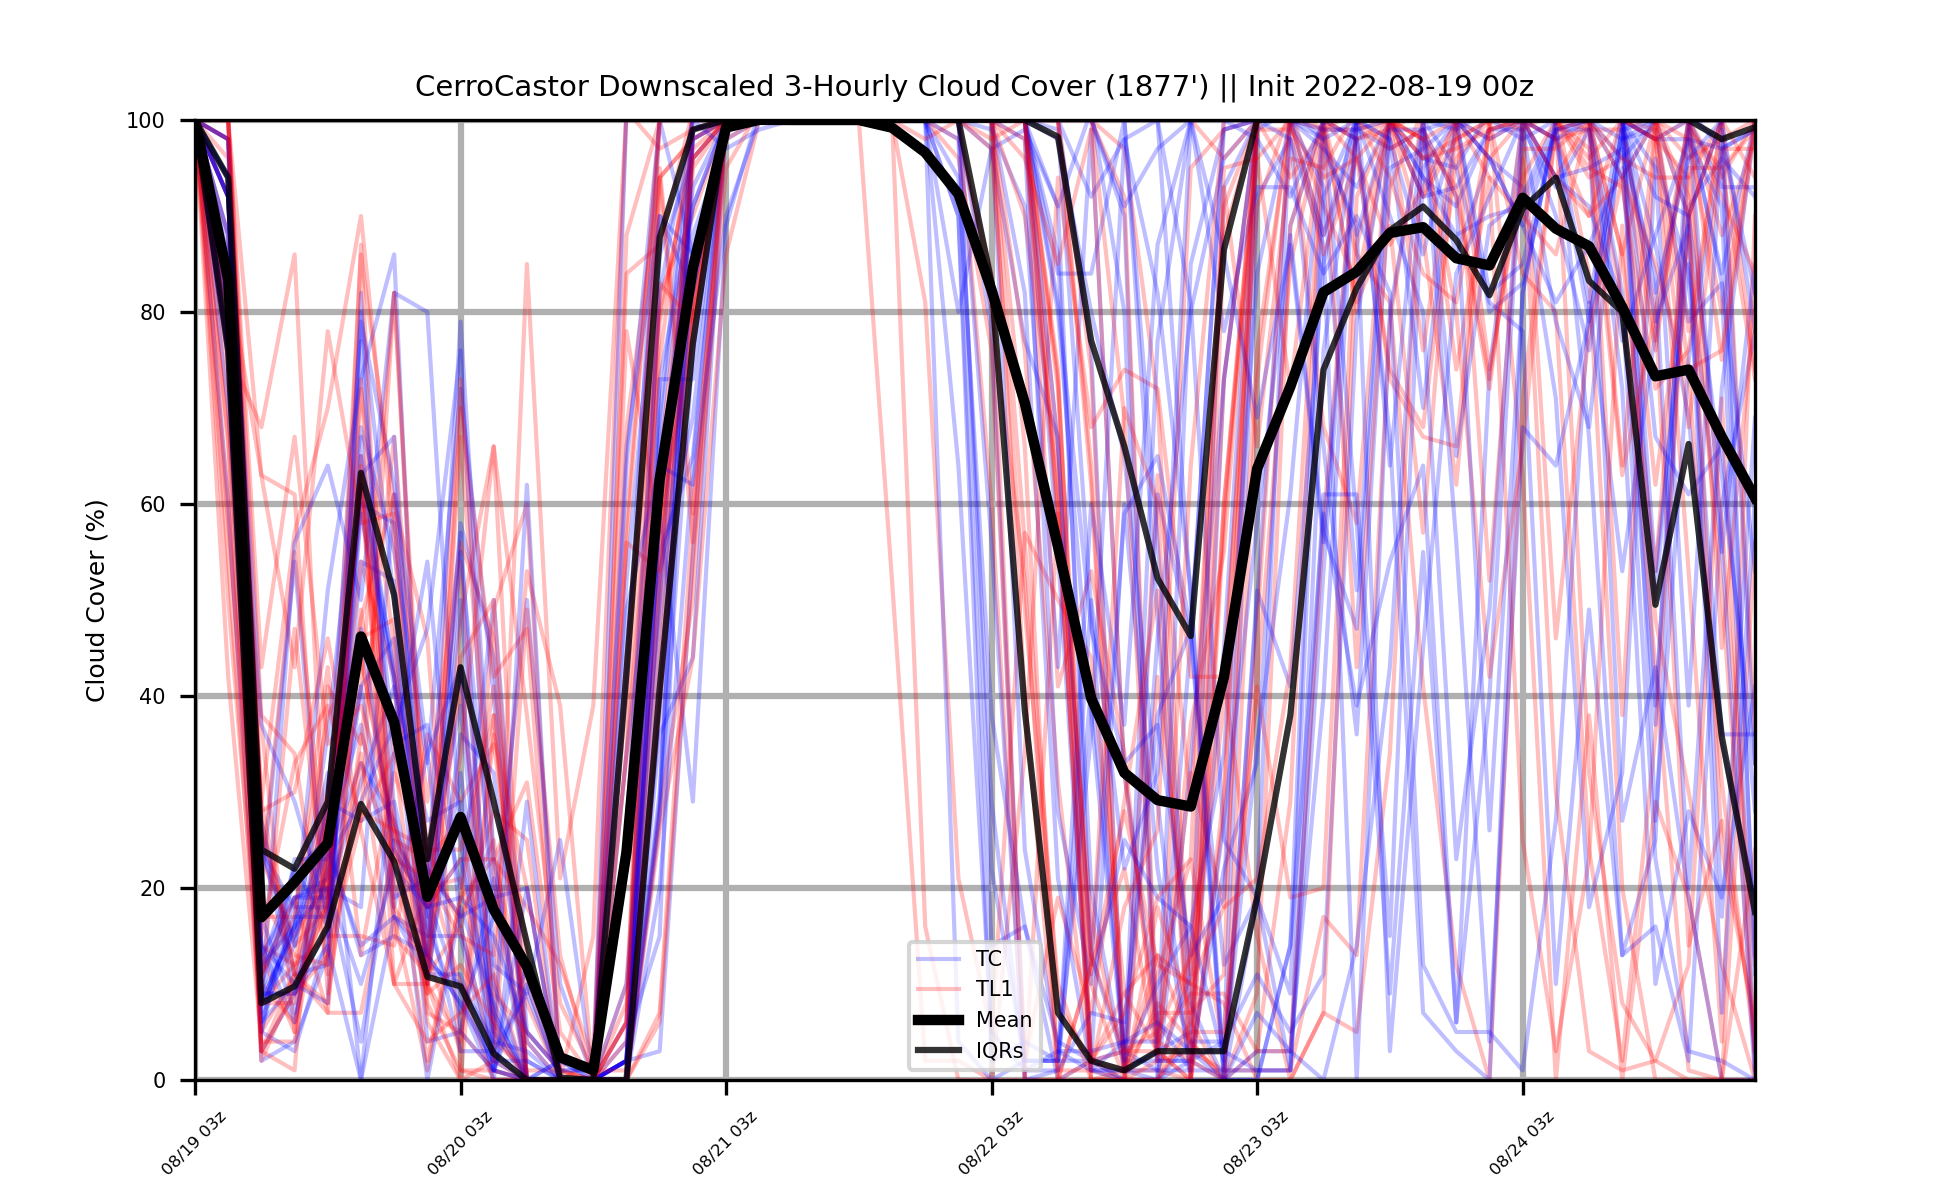 CerroCastor Downscaled 3-Hourly Cloud Cover (1877') || Init 2022-08-19 00z
Cloud Cover (%)
100
80
60
40
20
0
TC
TL1
Mean
IQRs
08/19 03z
08/20 03z
08/21 03z
08/22 03z
08/23 03z
08/24 03z